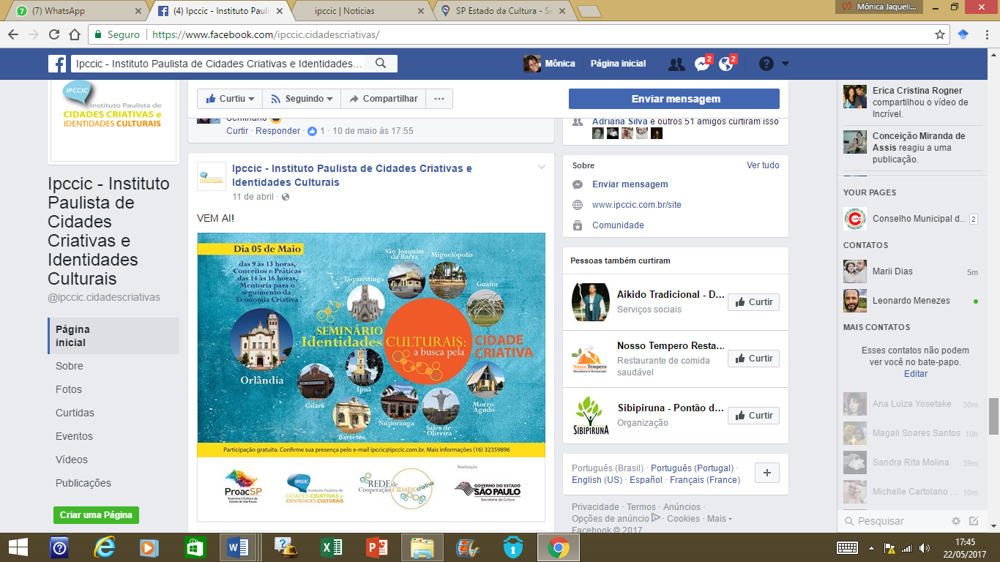 (7) WhatsApp
(4) Ipccic - Instituto Pauli
ipccic | Noticias
SP Estado da Cultura - Se
Mônica Jaqueli...
Seguro
https://www.facebook.com/ipccic.cidadescriativas/
Ipccic - Instituto Paulista de Cidades Criativas e Identidades...
Mônica
Página inicial
2
2
IPCCIC
Instituto Paulista de
CIDADES CRIATIVAS E
IDENTIDADES CULTURAIS
Ipccic - Instituto
Paulista de
Cidades
Criativas e
Identidades
Culturais
@ipccic.cidadescriativas
Página
inicial
Sobre
Fotos
Curtidas
Eventos
Vídeos
Publicações
Criar uma Página
Curtiu
Seguindo
Compartilhar
Enviar mensagem
Seminário
Curtir · Responder · 1 · 10 de maio às 17:55
Ipccic - Instituto Paulista de Cidades Criativas e
Identidades Culturais
11 de abril ·
VEM AI!
Dia 05 de Maio
das 9 às 13 horas,
Conceitos e Práticas
das 14 às 16 horas,
Mentoria para o
seguimento da
Economia Criativa
São Joaquim
da Barra
Miguelópolis
Taquaritinga
Guaíra
SEMINÁRIO
Identidades CULTURAIS:
a busca pela
CIDADE
CRIATIVA
Orlândia
Guará
Ipuã
Barretos
Nuporanga
Sales de
Oliveira
Morro
Agudo
Participação gratuita. Confirme sua presença pelo e-mail ipccic@ipccic.com.br. Mais informações (16) 32359896
Realização
ProacSP
Incentivo à Cultura do
Estado de São Paulo
IPCCIC
Instituto Paulista de
CIDADES CRIATIVAS E
IDENTIDADES CULTURAIS
REDE de
Cooperação CIDADE criativa
GOVERNO DO ESTADO
SÃO PAULO
Secretaria da Cultura
Adriana Silva e outros 51 amigos curtiram isso
Sobre
Ver tudo
Enviar mensagem
www.ipccic.com.br/site
Comunidade
Pessoas também curtiram
Aikido Tradicional - D...
Serviços sociais
Curtir
Nosso Tempero Resta...
Restaurante de comida
saudável
Curtir
Nosso Tempero
Sibipiruna - Pontão d...
Organização
Curtir
SIBIPIRUNA
Português (Brasil) · Português (Portugal) ·
English (US) · Español · Français (France)
Privacidade · Termos · Anúncios ·
Opções de anúncio · Cookies · Mais
Facebook © 2017
Erica Cristina Rogner
compartilhou o vídeo de
Incrível.
Conceição Miranda de
Assis reagiu a uma
publicação.
YOUR PAGES
Conselho Municipal d.. 2
CONTATOS
Marii Dias 5m
Leonardo Menezes
MAIS CONTATOS
Esses contatos não podem
ver você no bate-papo.
Editar
Ana Luiza Yosetake 30m
Magali Soares Santos 10h
Sandra Rita Molina 39m
Michelle Cartolano ... 10m
Pesquisar
17:45
22/05/2017